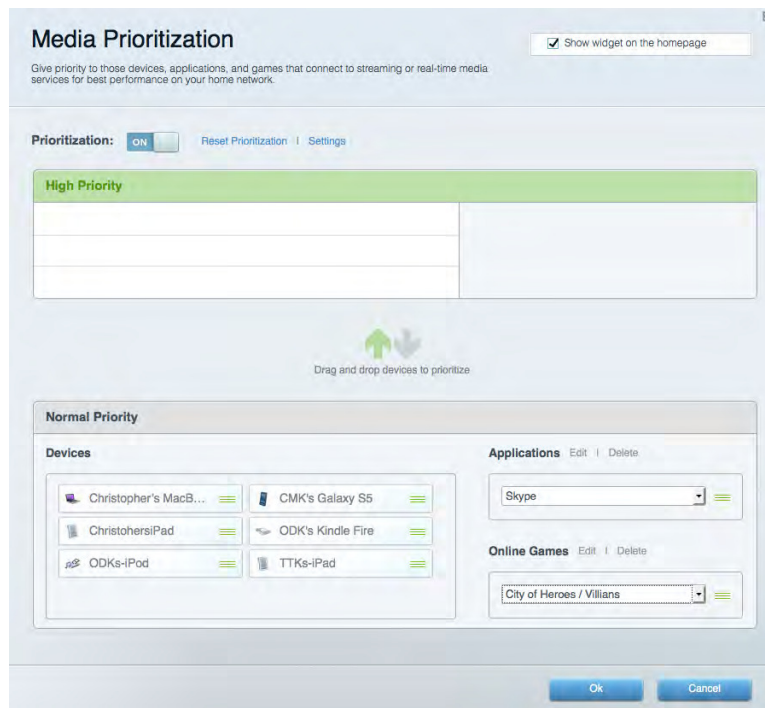 Media Prioritization
Show widget on the homepage
Give priority to those devices, applications, and games that connect to streaming or real-time media
services for best performance on your home network.
Prioritization: ON Reset Prioritization | Settings
High Priority
Drag and drop devices to prioritize
Normal Priority
Devices
Christopher's MacB...
CMK's Galaxy S5
ChristohersiPad
ODK's Kindle Fire
ODKs-iPod
TTKs-iPad
Applications Edit | Delete
Skype
Online Games Edit | Delete
City of Heroes / Villians
Ok
Cancel